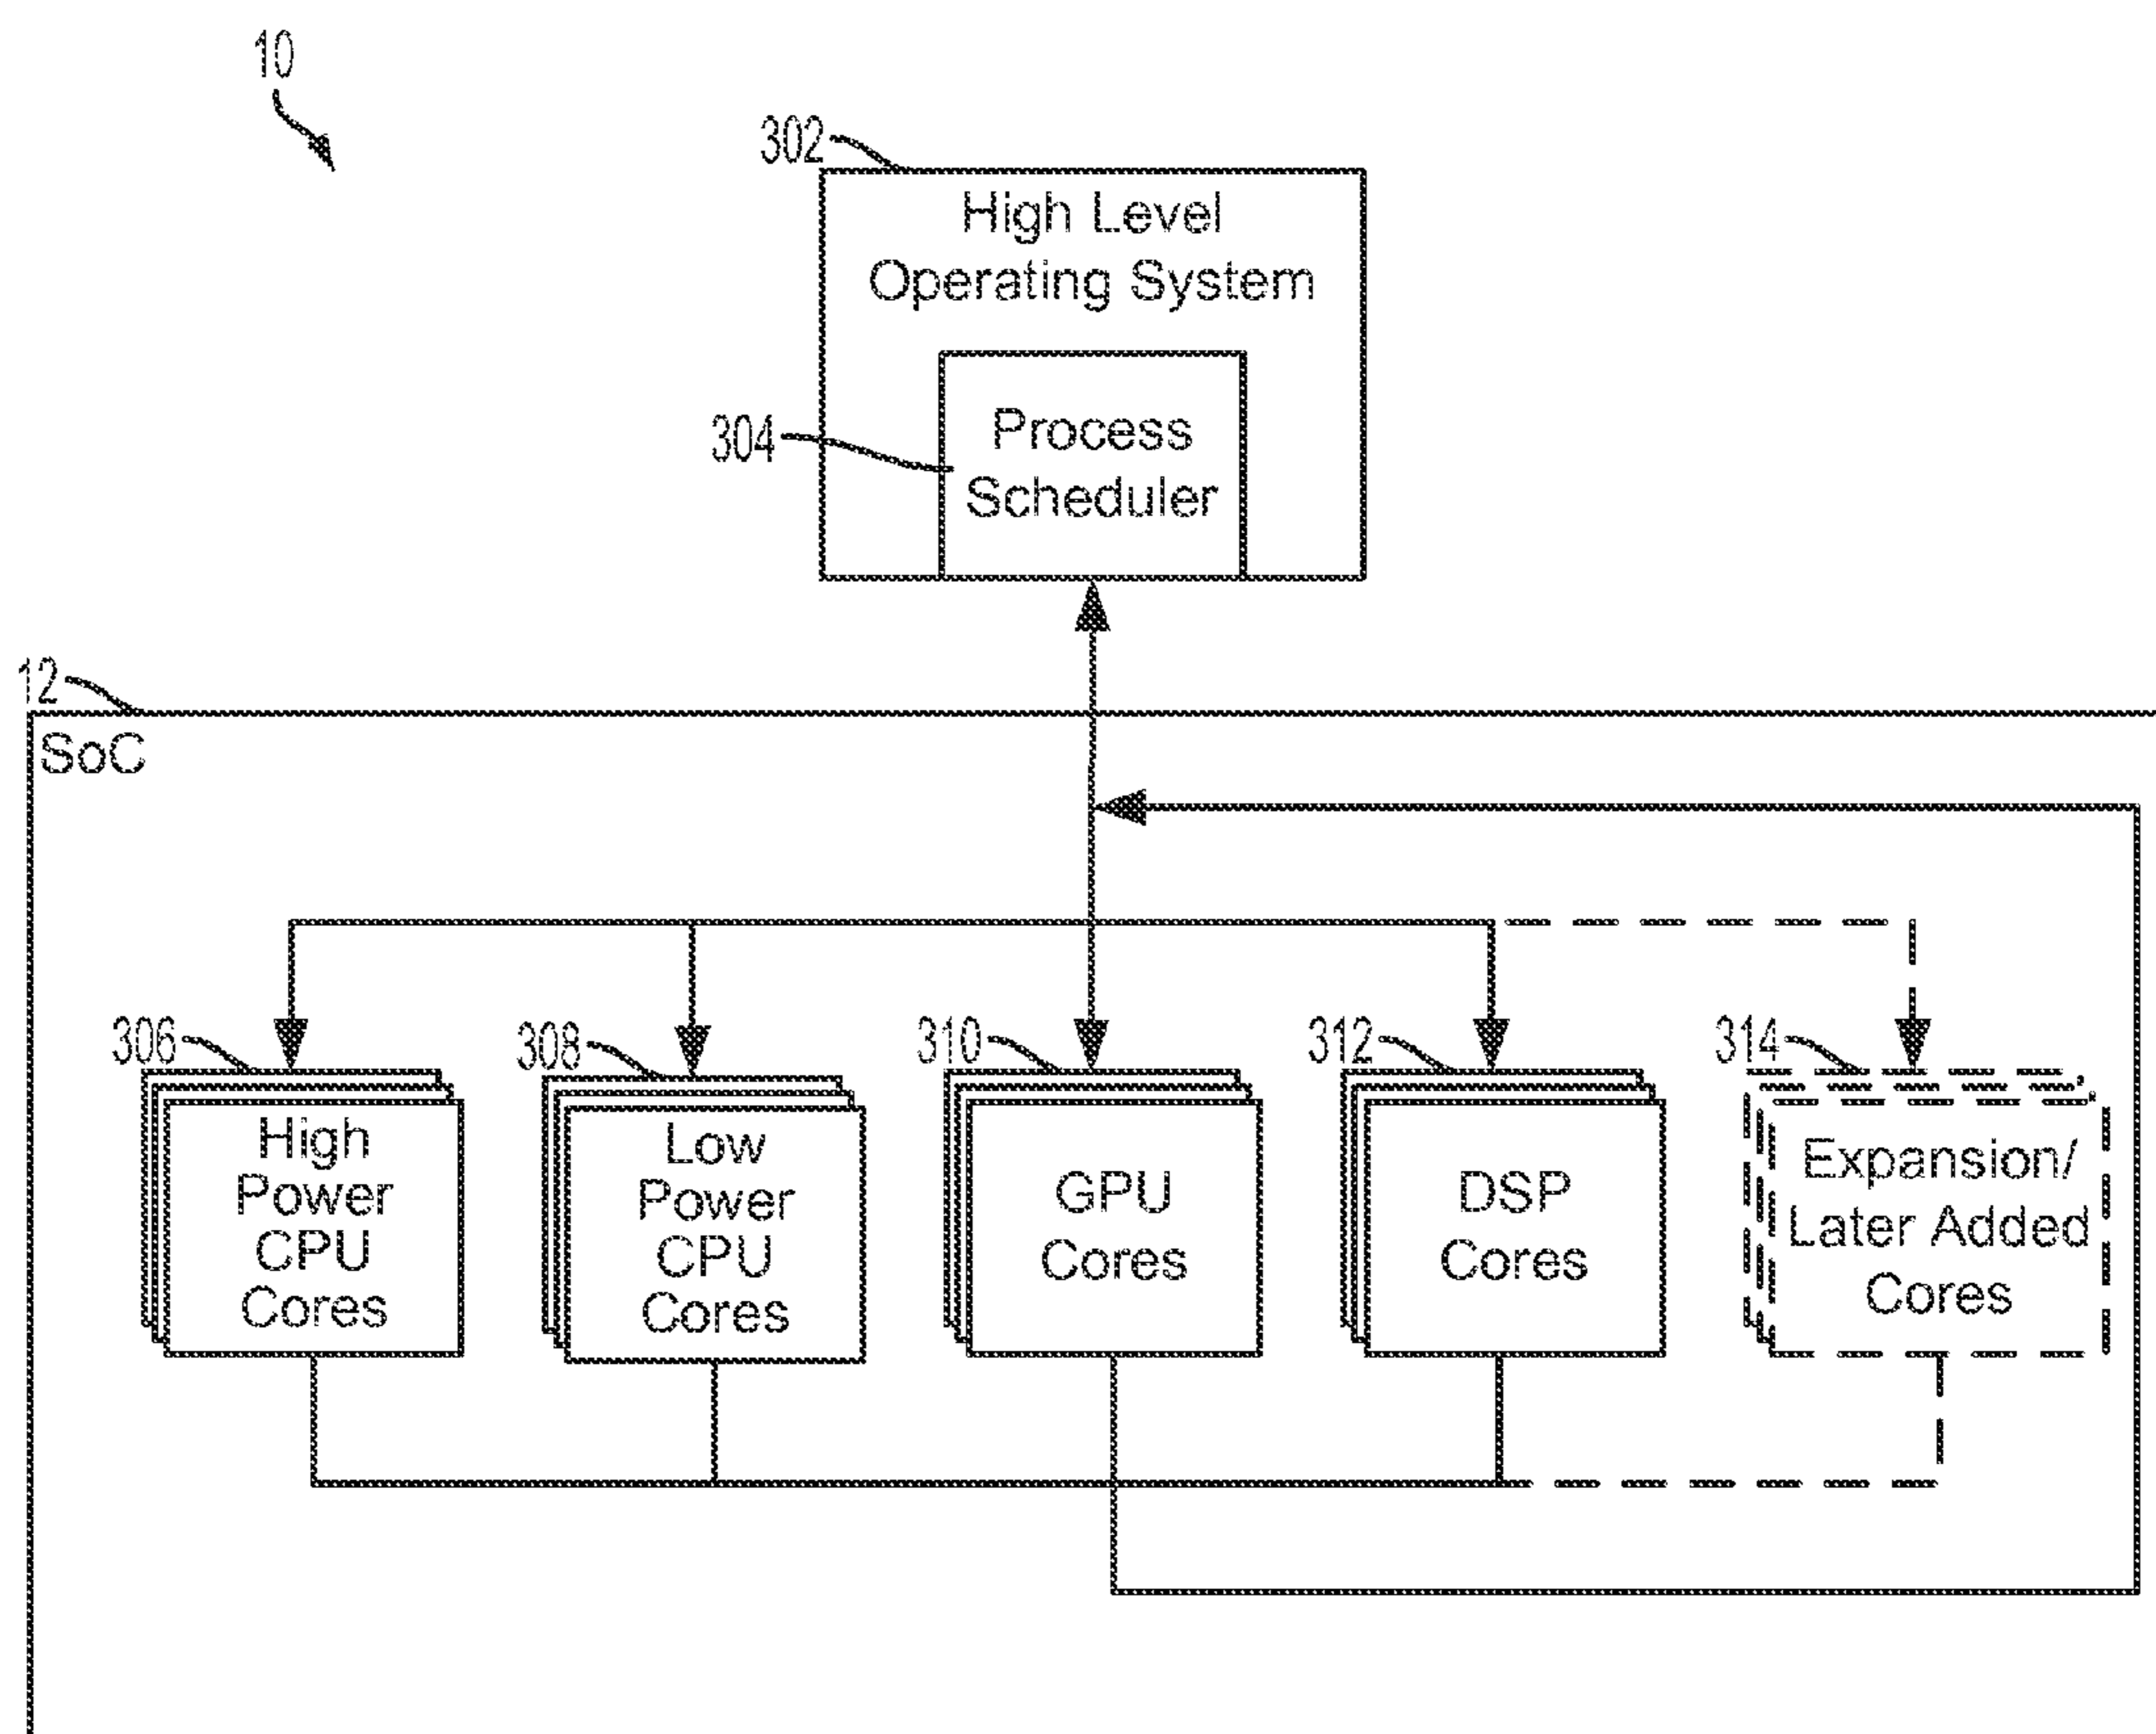 10
302
High Level
Operating System
304
Process
Scheduler
12
SoC
306
308
310
312
314
High
Power
CPU
Cores
Low
Power
CPU
Cores
GPU
Cores
DSP
Cores
Expansion/
Later Added
Cores